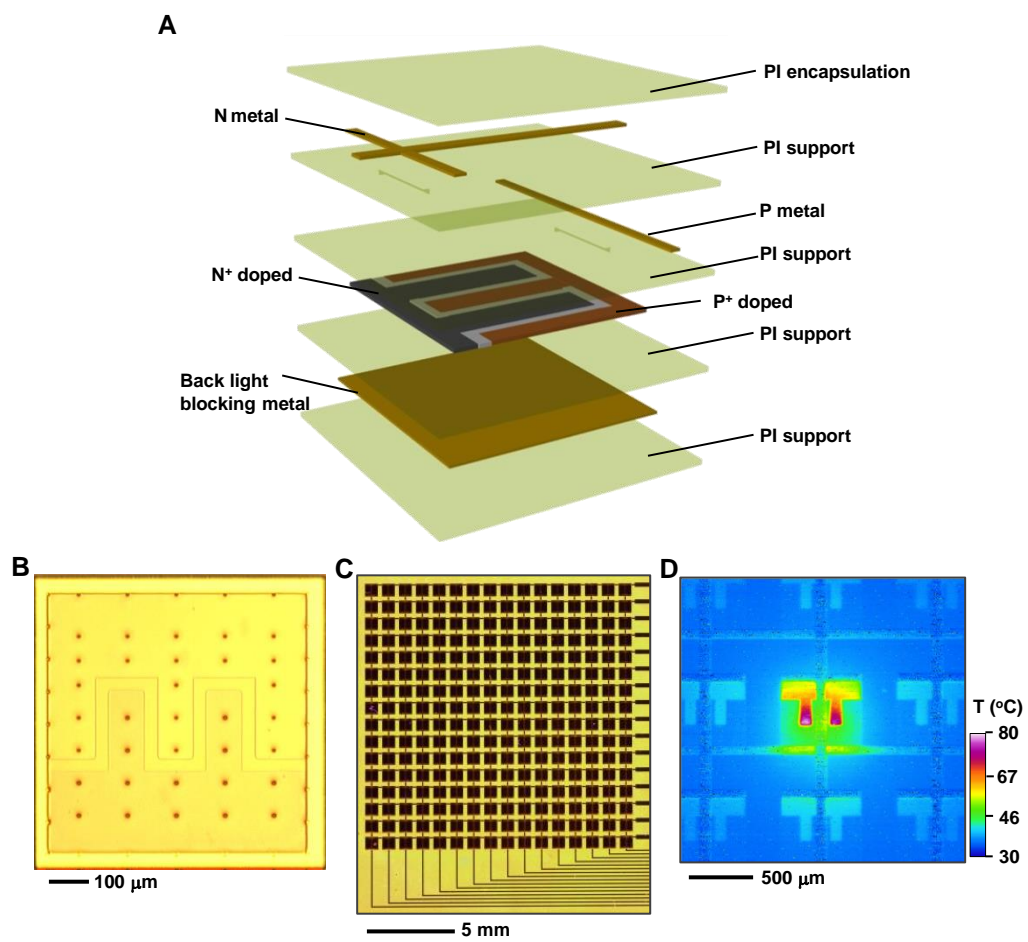 A
PI encapsulation
N metal
PI support
P metal
PI support
N⁺ doped
P⁺ doped
PI support
Back light
blocking metal
PI support
B
C
D
T (°C)
80
67
46
30
100 μm
5 mm
500 μm